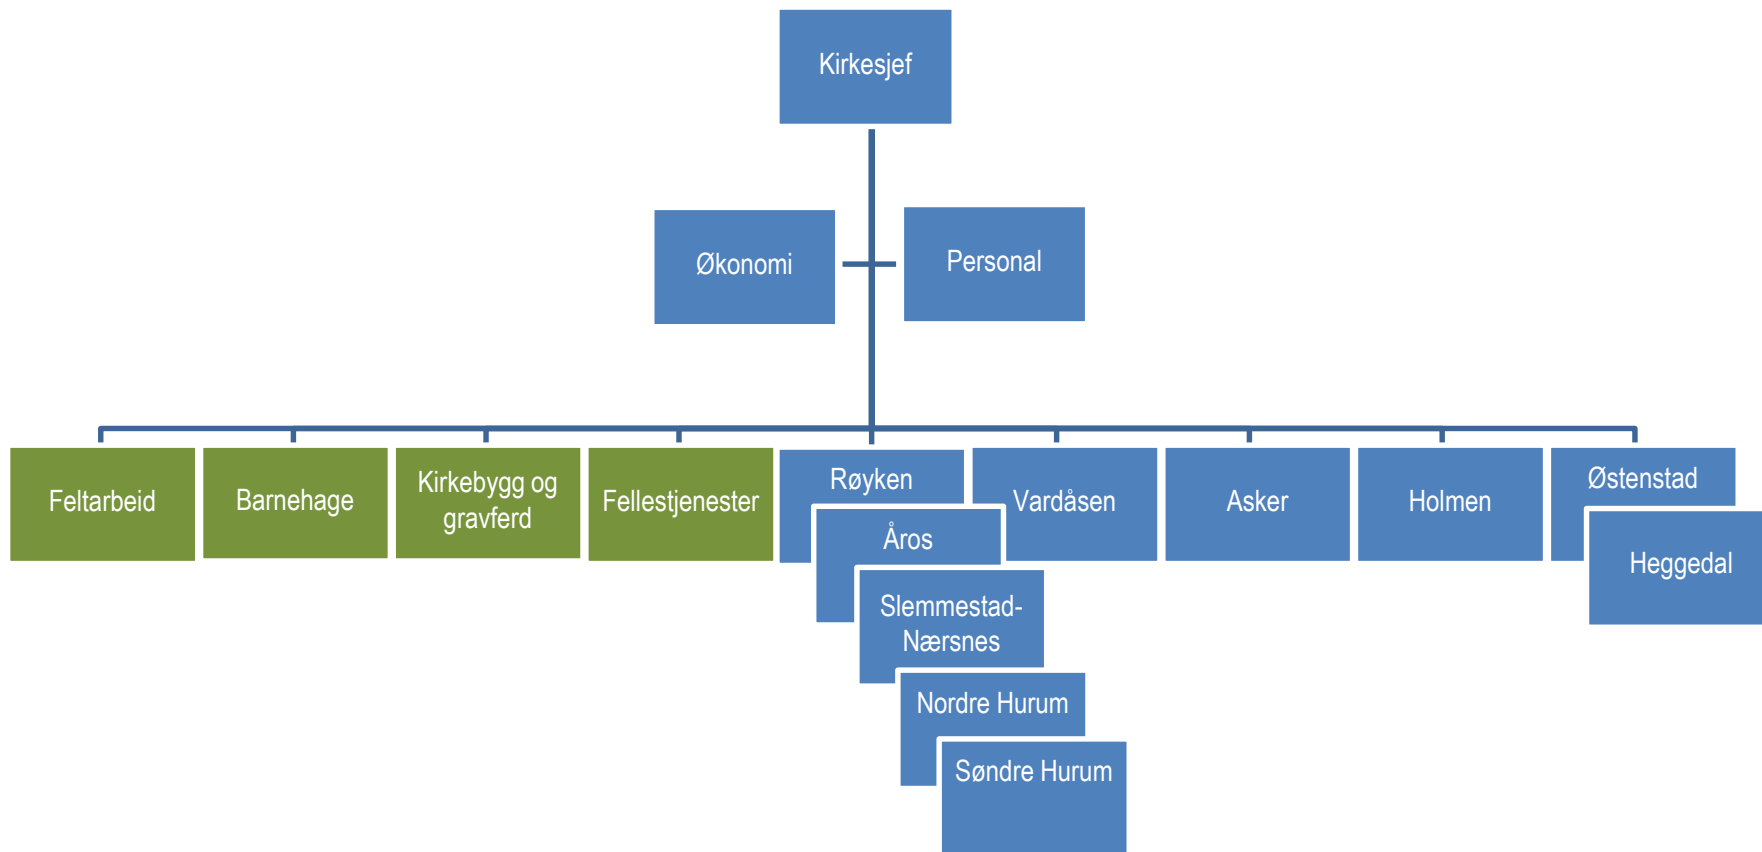 Kirkesjef
Økonomi
Personal
Feltarbeid
Barnehage
Kirkebygg og
gravferd
Fellestjenester
Røyken
Åros
Slemmestad-
Nærsnes
Nordre Hurum
Søndre Hurum
Vardåsen
Asker
Holmen
Østenstad
Heggedal